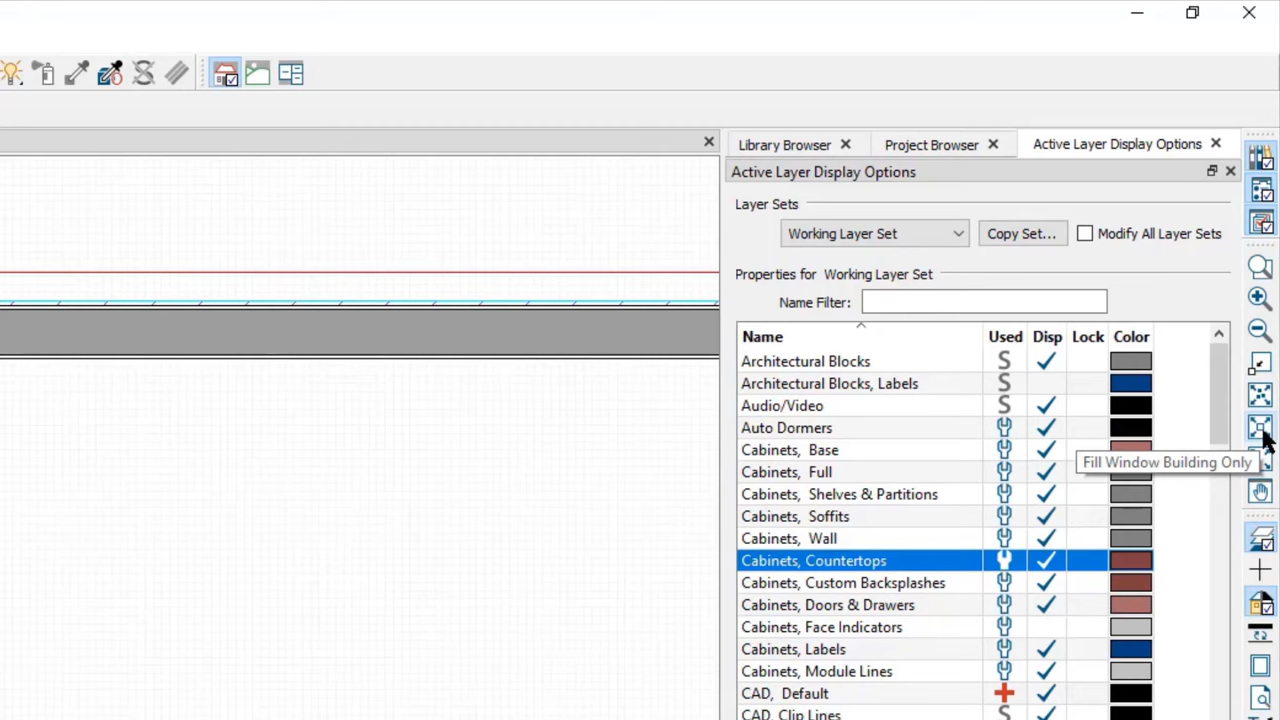 Library Browser
Project Browser
Active Layer Display Options
Active Layer Display Options
Layer Sets
Working Layer Set
Copy Set...
Modify All Layer Sets
Properties for Working Layer Set
Name Filter:
Name Used Disp Lock Color
Architectural Blocks S
Architectural Blocks, Labels S
Audio/Video S
Auto Dormers
Cabinets, Base
Fill Window Building Only
Cabinets, Full
Cabinets, Shelves & Partitions
Cabinets, Soffits
Cabinets, Wall
Cabinets, Countertops
Cabinets, Custom Backsplashes
Cabinets, Doors & Drawers
Cabinets, Face Indicators
Cabinets, Labels
Cabinets, Module Lines
CAD, Default
CAD, Clip Lines S